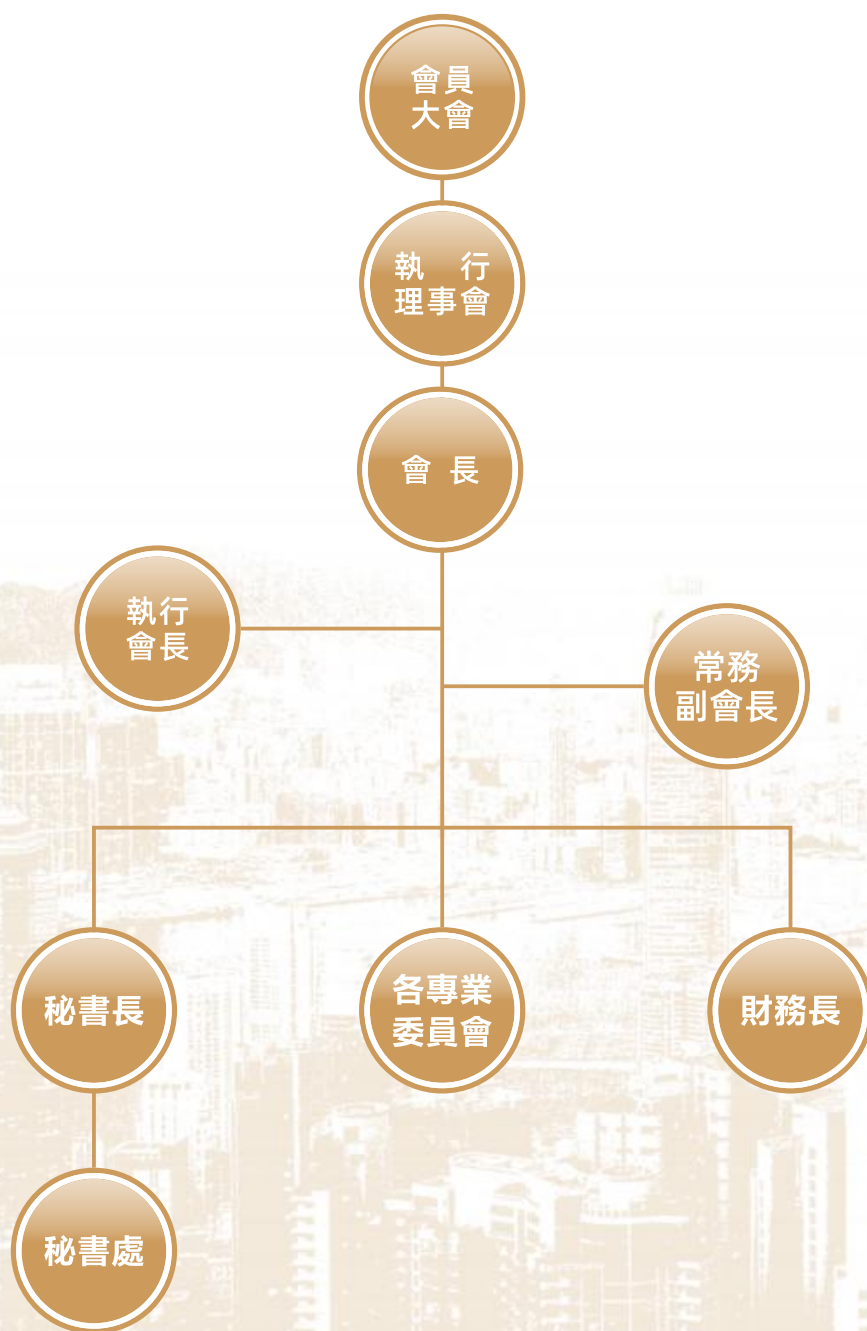 會員
大會
執 行
理事會
會 長
執行
會長
常務
副會長
秘書長
各專業
委員會
財務長
秘書處